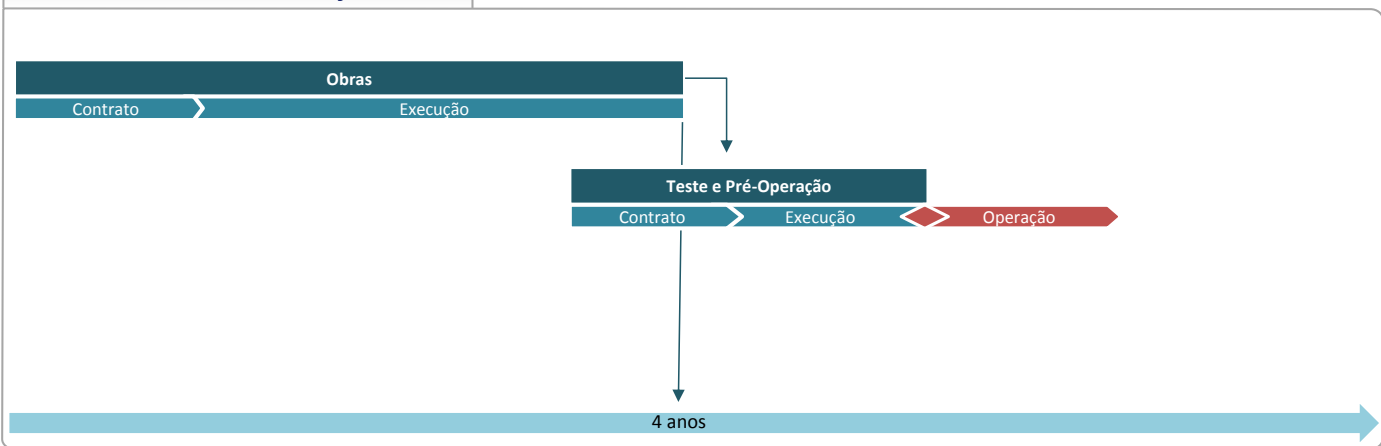 Obras
Contrato
Execução
Teste e Pré-Operação
Contrato
Execução
Operação
4 anos